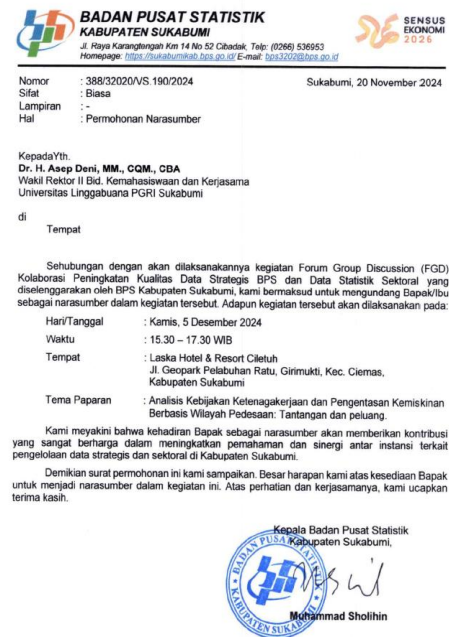 BADAN PUSAT STATISTIK
KABUPATEN SUKABUMI
Jl. Raya Karangtengah Km 14 No 52 Cibadak, Telp: (0266) 536953
Homepage: https://sukabumikab.bps.go.id/ E-mail: bps3202@bps.go.id
SENSUS
EKONOMI
2026
Nomor : 388/32020/VS.190/2024 Sukabumi, 20 November 2024
Sifat : Biasa
Lampiran : -
Hal : Permohonan Narasumber
KepadaYth.
Dr. H. Asep Deni, MM., CQM., CBA
Wakil Rektor II Bid. Kemahasiswaan dan Kerjasama
Universitas Linggabuana PGRI Sukabumi
di
Tempat
Sehubungan dengan akan dilaksanakannya kegiatan Forum Group Discussion (FGD)
Kolaborasi Peningkatan Kualitas Data Strategis BPS dan Data Statistik Sektoral yang
diselenggarakan oleh BPS Kabupaten Sukabumi, kami bermaksud untuk mengundang Bapak/Ibu
sebagai narasumber dalam kegiatan tersebut. Adapun kegiatan tersebut akan dilaksanakan pada:
Hari/Tanggal : Kamis, 5 Desember 2024
Waktu : 15.30 – 17.30 WIB
Tempat : Laska Hotel & Resort Ciletuh
Jl. Geopark Pelabuhan Ratu, Girimukti, Kec. Ciemas,
Kabupaten Sukabumi
Tema Paparan : Analisis Kebijakan Ketenagakerjaan dan Pengentasan Kemiskinan
Berbasis Wilayah Pedesaan: Tantangan dan peluang.
Kami meyakini bahwa kehadiran Bapak sebagai narasumber akan memberikan kontribusi
yang sangat berharga dalam meningkatkan pemahaman dan sinergi antar instansi terkait
pengelolaan data strategis dan sektoral di Kabupaten Sukabumi.
Demikian surat permohonan ini kami sampaikan. Besar harapan kami atas kesediaan Bapak
untuk menjadi narasumber dalam kegiatan ini. Atas perhatian dan kerjasamanya, kami ucapkan
terima kasih.
Kepala Badan Pusat Statistik
Kabupaten Sukabumi,
BADAN PUSAT STATISTIK
KABUPATEN SUKABUMI
Muhammad Sholihin